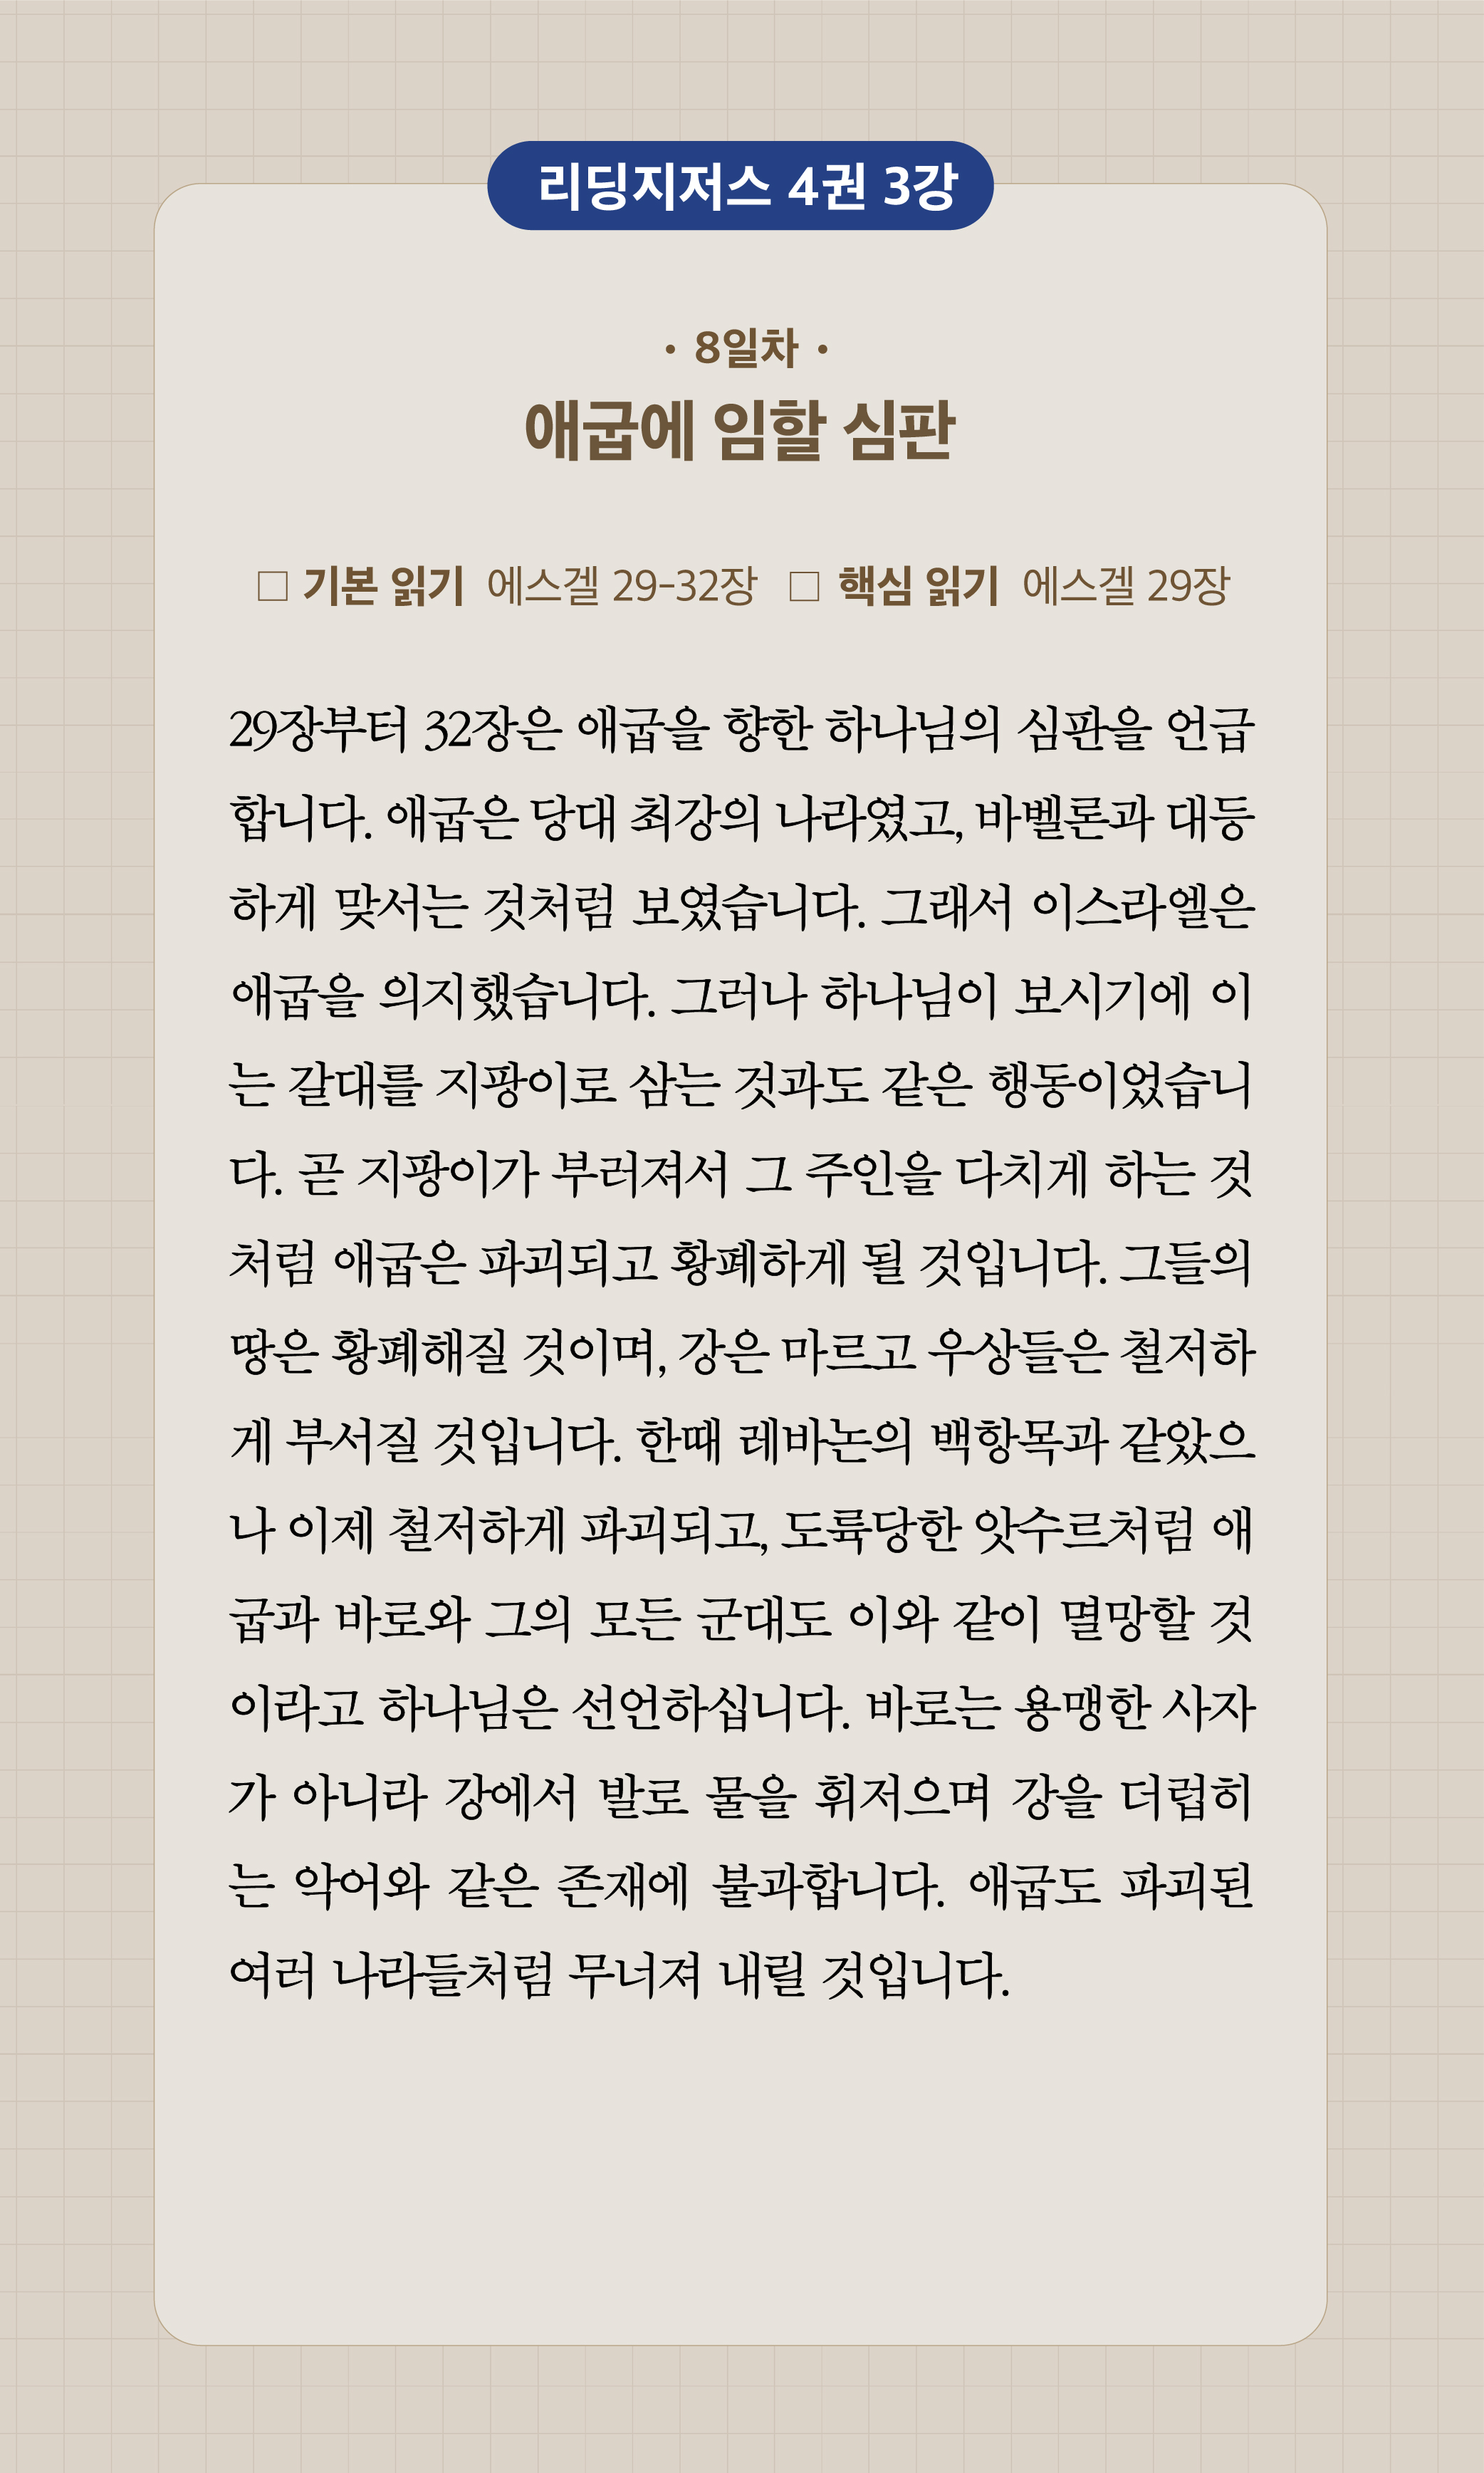 리딩지저스 4권 3강
· 8일차 ·
애굽에 임할 심판
□ 기본 읽기 에스겔 29-32장 □ 핵심 읽기 에스겔 29장
29장부터 32장은 애굽을 향한 하나님의 심판을 언급
합니다. 애굽은 당대 최강의 나라였고, 바벨론과 대등
하게 맞서는 것처럼 보였습니다. 그래서 이스라엘은
애굽을 의지했습니다. 그러나 하나님이 보시기에 이
는 갈대를 지팡이로 삼는 것과도 같은 행동이었습니
다. 곧 지팡이가 부러져서 그 주인을 다치게 하는 것
처럼 애굽은 파괴되고 황폐하게 될 것입니다. 그들의
땅은 황폐해질 것이며, 강은 마르고 우상들은 철저하
게 부서질 것입니다. 한때 레바논의 백항목과 같았으
나 이제 철저하게 파괴되고, 도륙당한 앗수르처럼 애
굽과 바로와 그의 모든 군대도 이와 같이 멸망할 것
이라고 하나님은 선언하십니다. 바로는 용맹한 사자
가 아니라 강에서 발로 물을 휘저으며 강을 더럽히
는 악어와 같은 존재에 불과합니다. 애굽도 파괴된
여러 나라들처럼 무너져 내릴 것입니다.